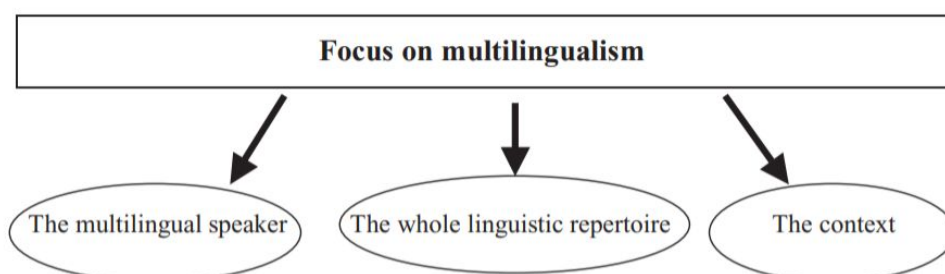 Focus on multilingualism
The multilingual speaker
The whole linguistic repertoire
The context